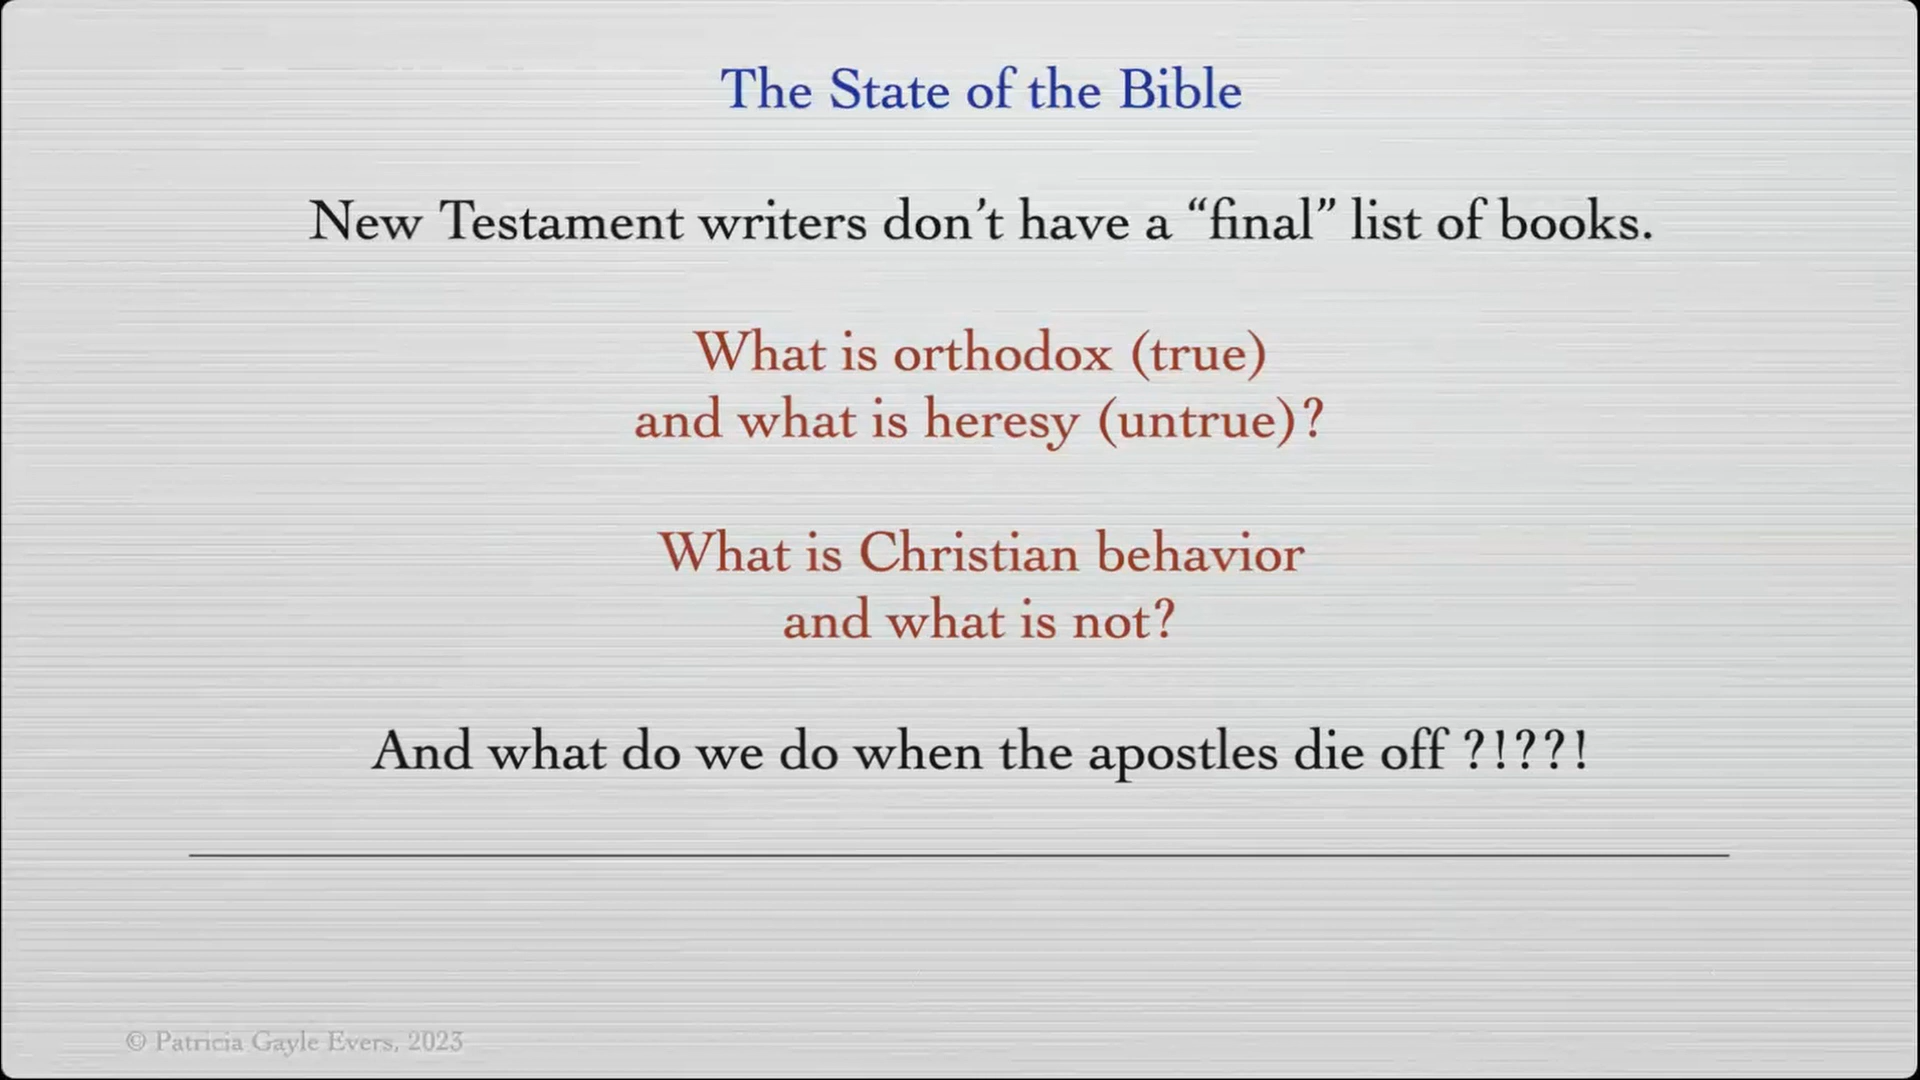 The State of the Bible
New Testament writers don’t have a “final” list of books.
What is orthodox (true)
and what is heresy (untrue)?
What is Christian behavior
and what is not?
And what do we do when the apostles die off ?!??!
© Patricia Gayle Evers, 2023